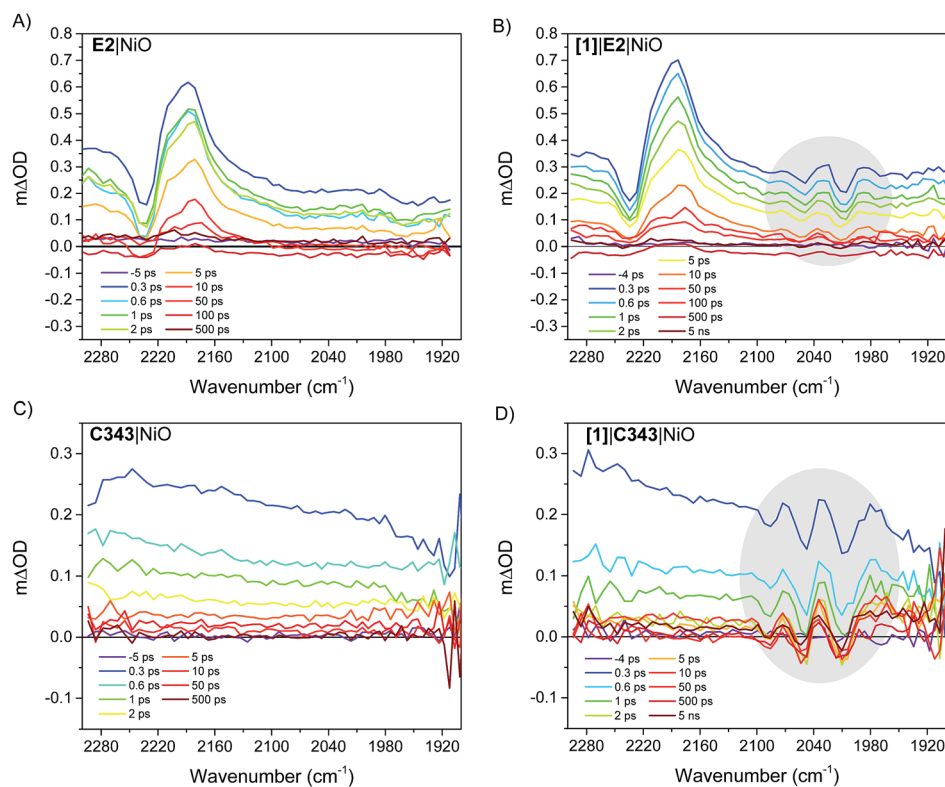 A)
E2|NiO
0.8
0.7
0.6
0.5
0.4
0.3
0.2
0.1
0.0
-0.1
-0.2
-0.3
mΔOD
-5 ps
0.3 ps
0.6 ps
1 ps
2 ps
5 ps
10 ps
50 ps
100 ps
500 ps
2280 2220 2160 2100 2040 1980 1920
Wavenumber (cm⁻¹)
B)
[1]|E2|NiO
0.8
0.7
0.6
0.5
0.4
0.3
0.2
0.1
0.0
-0.1
-0.2
-0.3
mΔOD
-4 ps
0.3 ps
0.6 ps
1 ps
2 ps
5 ps
10 ps
50 ps
100 ps
500 ps
5 ns
2280 2220 2160 2100 2040 1980 1920
Wavenumber (cm⁻¹)
C)
C343|NiO
0.3
0.2
0.1
0.0
-0.1
mΔOD
-5 ps
0.3 ps
0.6 ps
1 ps
2 ps
5 ps
10 ps
50 ps
500 ps
2280 2220 2160 2100 2040 1980 1920
Wavenumber (cm⁻¹)
D)
[1]|C343|NiO
0.3
0.2
0.1
0.0
-0.1
mΔOD
-4 ps
0.3 ps
0.6 ps
1 ps
2 ps
5 ps
10 ps
50 ps
500 ps
5 ns
2280 2220 2160 2100 2040 1980 1920
Wavenumber (cm⁻¹)